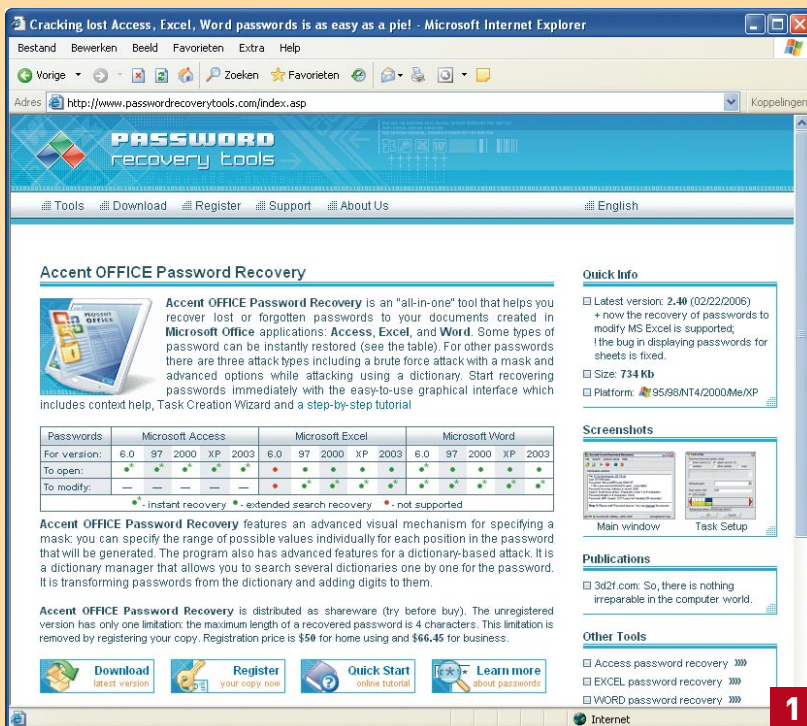 Cracking lost Access, Excel, Word passwords is as easy as a pie! - Microsoft Internet Explorer
Bestand Bewerken Beeld Favorieten Extra Help
Vorige Zoeken Favorieten
Adres http://www.passwordrecoverytools.com/index.asp Koppelingen
PASSWORD
recovery tools
Tools Download Register Support About Us English
Accent OFFICE Password Recovery
Accent OFFICE Password Recovery is an "all-in-one" tool that helps you
recover lost or forgotten passwords to your documents created in
Microsoft Office applications: Access, Excel, and Word. Some types of
password can be instantly restored (see the table). For other passwords
there are three attack types including a brute force attack with a mask and
advanced options while attacking using a dictionary. Start recovering
passwords immediately with the easy-to-use graphical interface which
includes context help, Task Creation Wizard and a step-by-step tutorial
Passwords Microsoft Access Microsoft Excel Microsoft Word
For version: 6.0 97 2000 XP 2003 6.0 97 2000 XP 2003 6.0 97 2000 XP 2003
To open:
To modify: — — — — —
* - instant recovery - extended search recovery - not supported
Accent OFFICE Password Recovery features an advanced visual mechanism for specifying a
mask: you can specify the range of possible values individually for each position in the password
that will be generated. The program also has advanced features for a dictionary-based attack. It is
a dictionary manager that allows you to search several dictionaries one by one for the password.
It is transforming passwords from the dictionary and adding digits to them.
Accent OFFICE Password Recovery is distributed as shareware (try before buy). The unregistered
version has only one limitation: the maximum length of a recovered password is 4 characters. This limitation is
removed by registering your copy. Registration price is $50 for home using and $66.45 for business.
Download
latest version
Register
your copy now
Quick Start
online tutorial
Learn more
about passwords
Quick Info
Latest version: 2.40 (02/22/2006)
+ now the recovery of passwords to
modify MS Excel is supported;
! the bug in displaying passwords for
sheets is fixed.
Size: 734 Kb
Platform: 95/98/NT4/2000/Me/XP
Screenshots
Main window Task Setup
Publications
3d2f.com: So, there is nothing
irreparable in the computer world.
Other Tools
Access password recovery »»
EXCEL password recovery »»
WORD password recovery »»
Internet
1